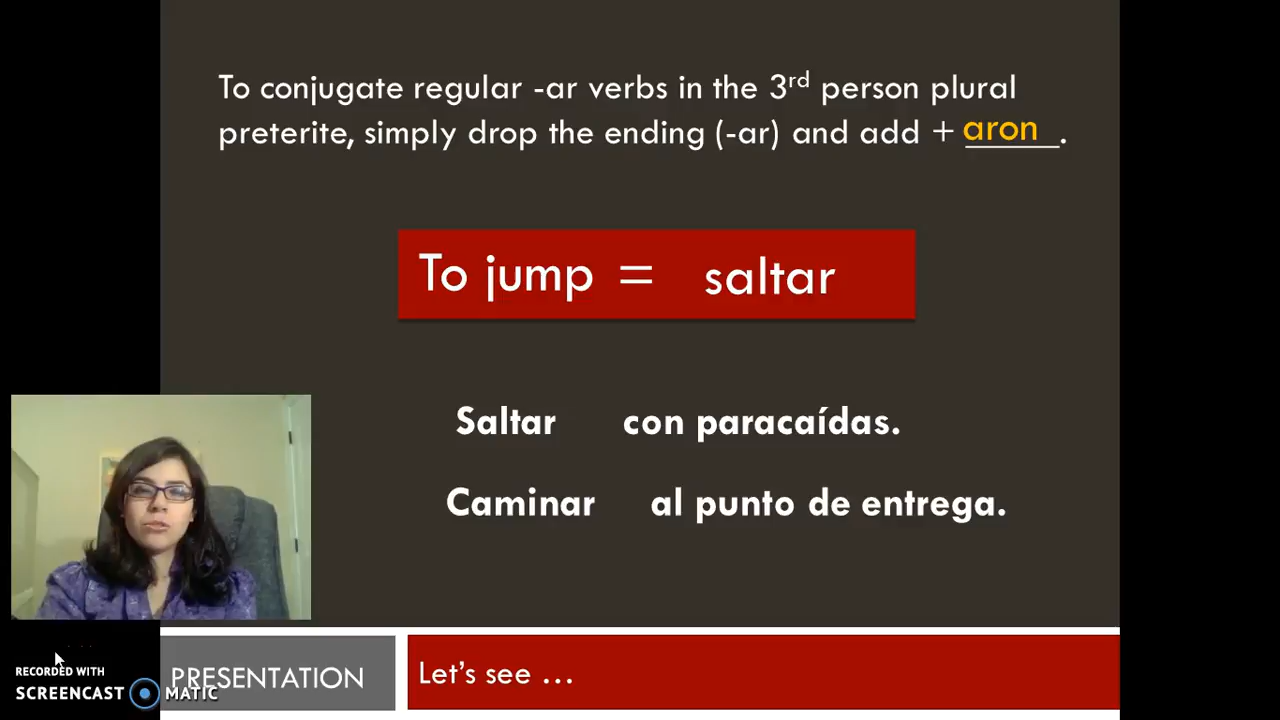 To conjugate regular -ar verbs in the 3rd person plural
preterite, simply drop the ending (-ar) and add + aron.
To jump = saltar
Saltar con paracaídas.
Caminar al punto de entrega.
RECORDED WITH
SCREENCAST MATIC
PRESENTATION
Let's see …